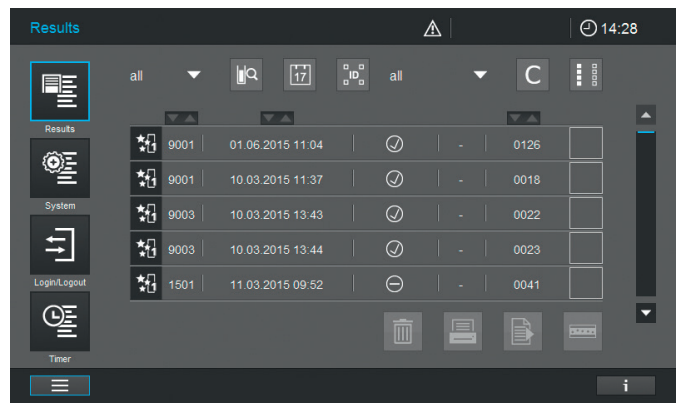 Results
14:28
all
17
ID
all
C
Results
9001 01.06.2015 11:04 - 0126
9001 10.03.2015 11:37 - 0018
System
9003 10.03.2015 13:43 - 0022
9003 10.03.2015 13:44 - 0023
Login/Logout
1501 11.03.2015 09:52 - 0041
Timer
i